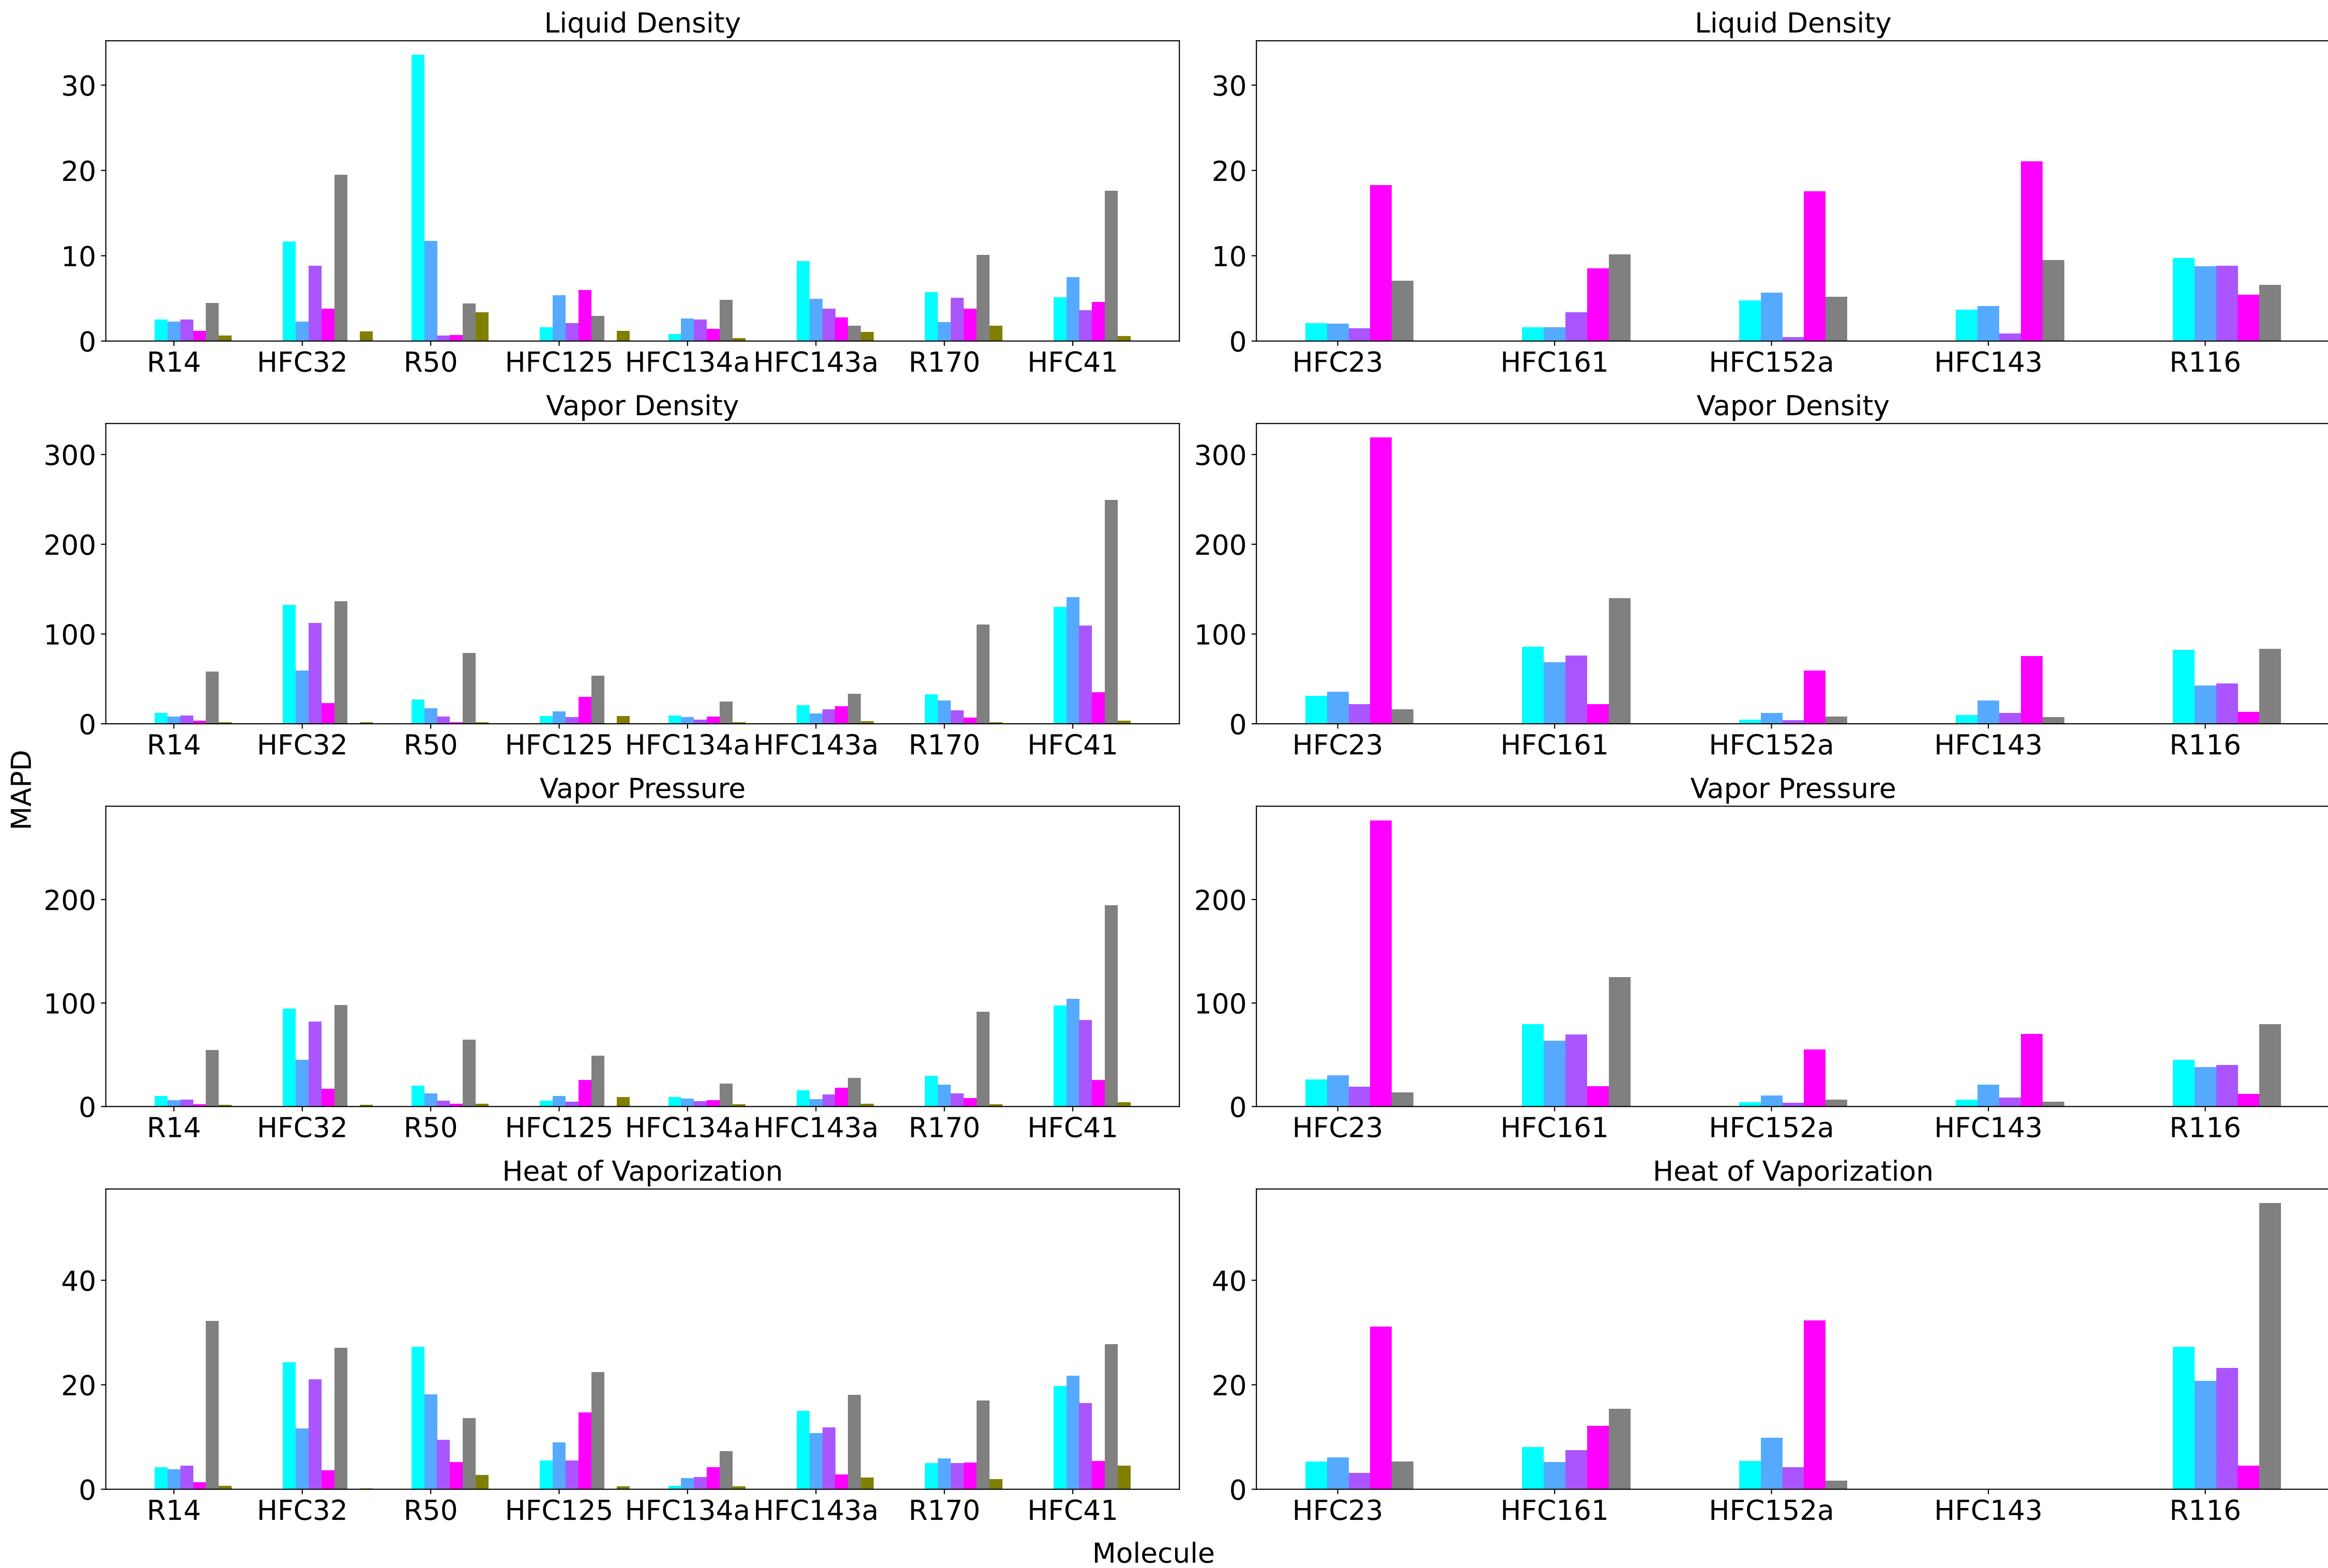 Liquid Density
30
20
10
0
R14 HFC32 R50 HFC125 HFC134a HFC143a R170 HFC41
Liquid Density
30
20
10
0
HFC23 HFC161 HFC152a HFC143 R116
Vapor Density
300
200
100
0
R14 HFC32 R50 HFC125 HFC134a HFC143a R170 HFC41
Vapor Density
300
200
100
0
HFC23 HFC161 HFC152a HFC143 R116
MAPD
Vapor Pressure
200
100
0
R14 HFC32 R50 HFC125 HFC134a HFC143a R170 HFC41
Vapor Pressure
200
100
0
HFC23 HFC161 HFC152a HFC143 R116
Heat of Vaporization
40
20
0
R14 HFC32 R50 HFC125 HFC134a HFC143a R170 HFC41
Heat of Vaporization
40
20
0
HFC23 HFC161 HFC152a HFC143 R116
Molecule